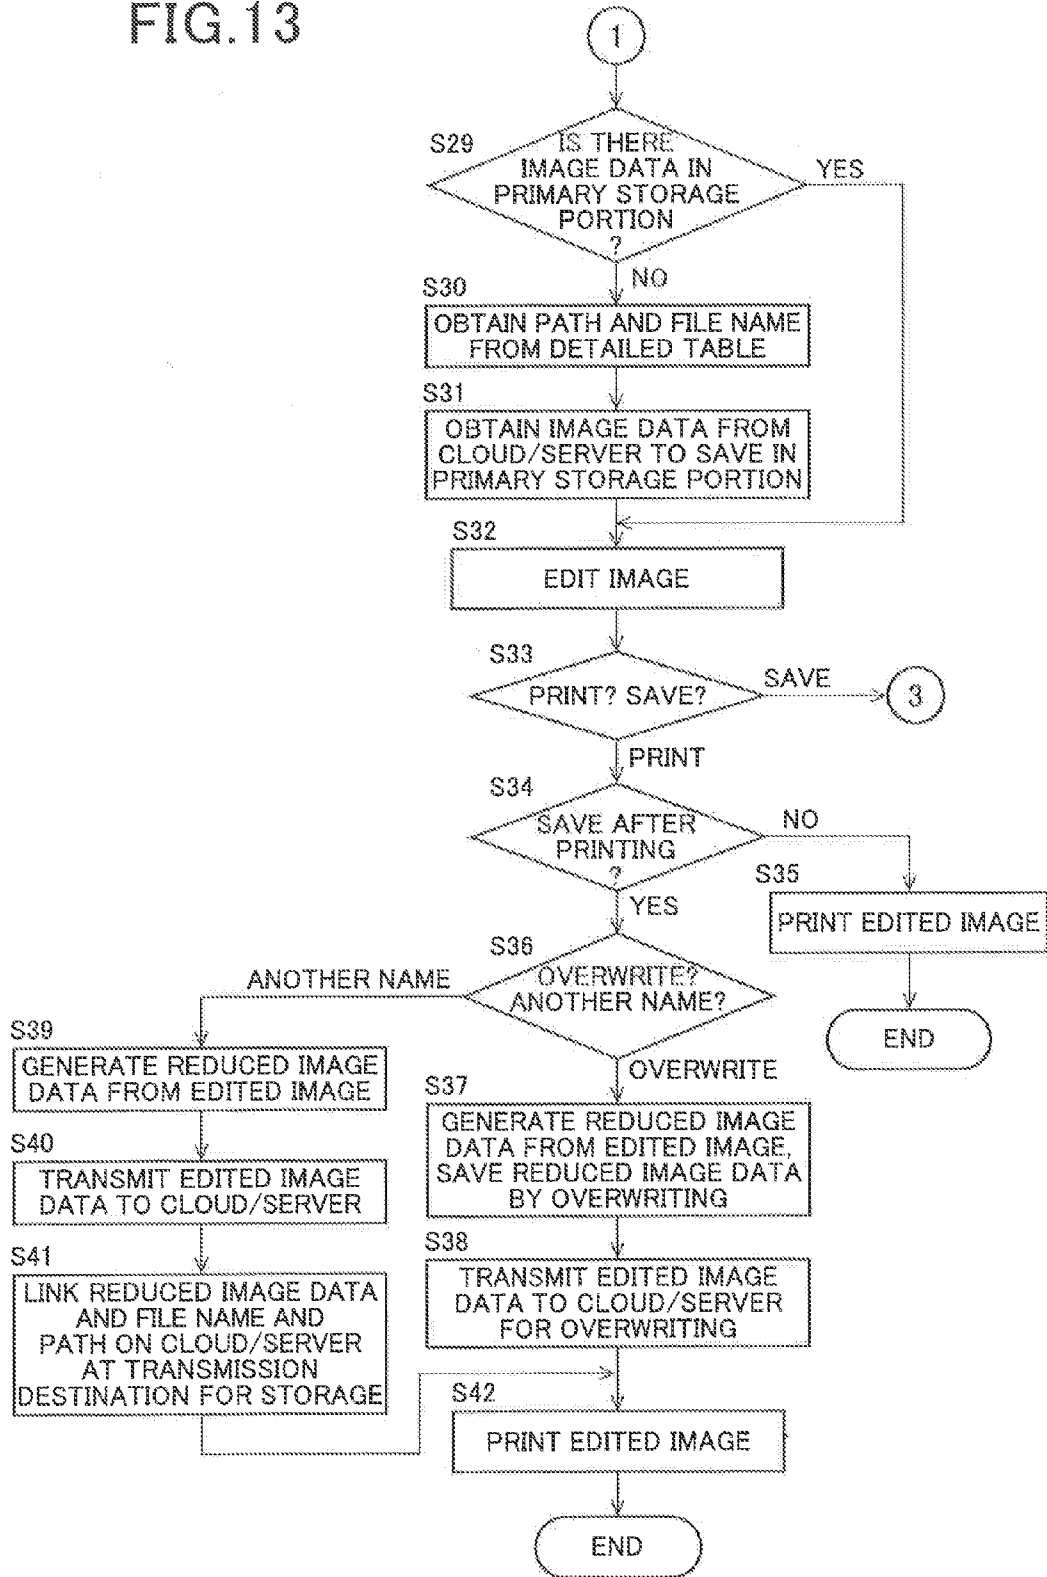 FIG.13
1
S29
IS THERE
IMAGE DATA IN
PRIMARY STORAGE
PORTION
?
YES
NO
S30
OBTAIN PATH AND FILE NAME
FROM DETAILED TABLE
S31
OBTAIN IMAGE DATA FROM
CLOUD/SERVER TO SAVE IN
PRIMARY STORAGE PORTION
S32
EDIT IMAGE
S33
PRINT? SAVE?
SAVE
3
PRINT
S34
SAVE AFTER
PRINTING
?
NO
S35
PRINT EDITED IMAGE
END
YES
S36
OVERWRITE?
ANOTHER NAME?
ANOTHER NAME
OVERWRITE
S39
GENERATE REDUCED IMAGE
DATA FROM EDITED IMAGE
S40
TRANSMIT EDITED IMAGE
DATA TO CLOUD/SERVER
S41
LINK REDUCED IMAGE DATA
AND FILE NAME AND
PATH ON CLOUD/SERVER
AT TRANSMISSION
DESTINATION FOR STORAGE
S37
GENERATE REDUCED IMAGE
DATA FROM EDITED IMAGE,
SAVE REDUCED IMAGE DATA
BY OVERWRITING
S38
TRANSMIT EDITED IMAGE
DATA TO CLOUD/SERVER
FOR OVERWRITING
S42
PRINT EDITED IMAGE
END